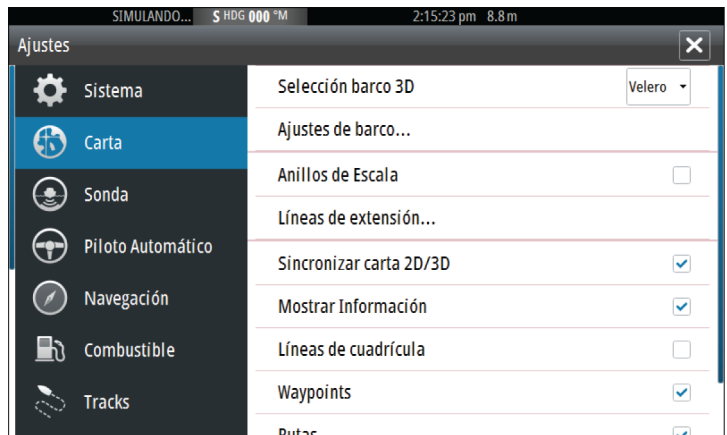 SIMULANDO... S HDG 000 °M 2:15:23 pm 8.8 m
Ajustes
Sistema
Carta
Sonda
Piloto Automático
Navegación
Combustible
Tracks
Selección barco 3D Velero
Ajustes de barco...
Anillos de Escala
Líneas de extensión...
Sincronizar carta 2D/3D
Mostrar Información
Líneas de cuadrícula
Waypoints
Rutas